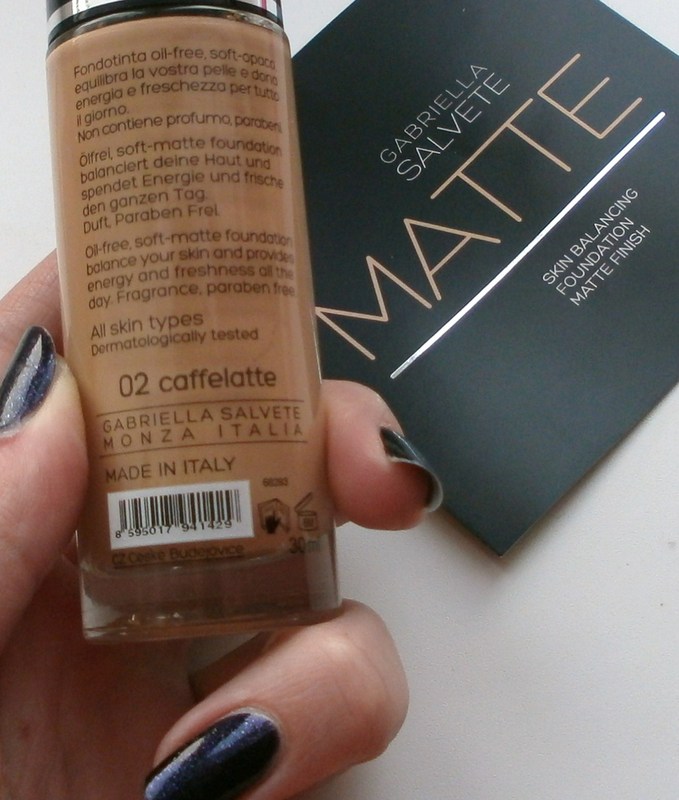 Fondotinta oil-free, soft-opaco
equilibra la vostra pelle e dona
energia e freschezza per tutto
il giorno.
Non contiene profumo, parabeni
Ölfrei, soft-matte foundation
balanciert deine Haut und
spendet Energie und frische
den ganzen Tag.
Duft, Paraben Frei.
Oil-free, soft-matte foundation
balance your skin and provides
energy and freshness all the
day. Fragrance, paraben free
All skin types
Dermatologically tested
02 caffelatte
GABRIELLA SALVETE
MONZA ITALIA
MADE IN ITALY
8 595017 941429
CZ Ceske Budejovice
GABRIELLA
SALVETE
MATTE
SKIN BALANCING
FOUNDATION
MATTE FINISH